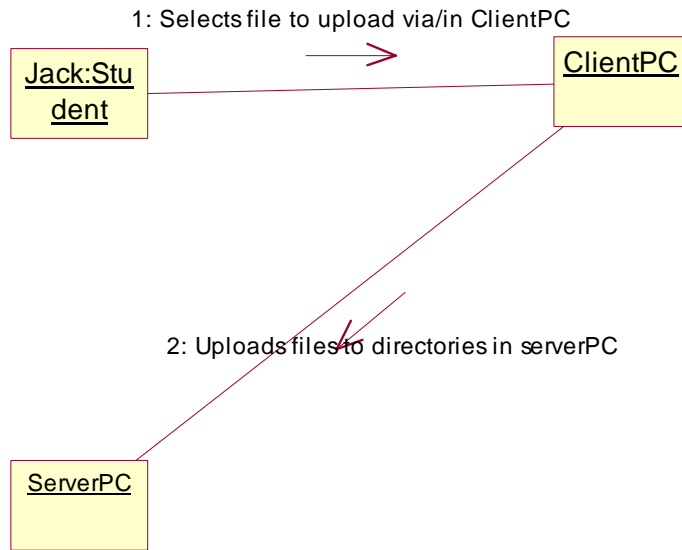 1: Selects file to upload via/in ClientPC
Jack:Stu
dent
ClientPC
2: Uploads files to directories in serverPC
ServerPC